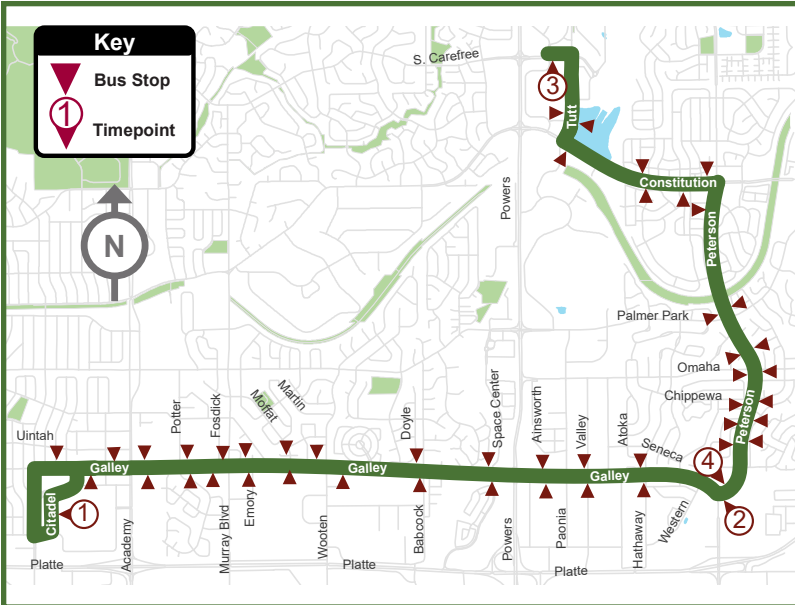 Key
Bus Stop
1
Timepoint
N
S. Carefree
3
Tutt
Powers
Constitution
Peterson
Palmer Park
Omaha
Chippewa
Peterson
Uintah
Potter
Fosdick
Moffat
Martin
Doyle
Space Center
Ainsworth
Valley
Atoka
Seneca
4
Galley
Galley
Galley
Citadel
1
2
Academy
Murray Blvd
Emory
Wooten
Babcock
Powers
Paonia
Hathaway
Western
Platte
Platte
Platte